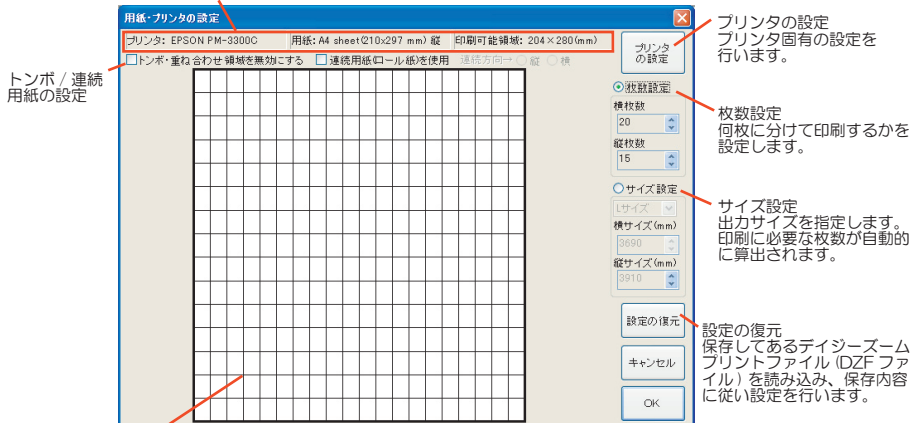 用紙・プリンタの設定
プリンタ: EPSON PM-3300C 用紙: A4 sheet(210x297 mm) 縦 印刷可能領域: 204×280(mm)
トンボ・重ね合わせ領域を無効にする 連続用紙(ロール紙)を使用 連続方向→ 縦 横
トンボ / 連続
用紙の設定
プリンタ
の設定
枚数設定
横枚数
20
縦枚数
15
サイズ設定
Lサイズ
横サイズ(mm)
3690
縦サイズ(mm)
3910
設定の復元
キャンセル
OK
プリンタの設定
プリンタ固有の設定を
行います。
枚数設定
何枚に分けて印刷するかを
設定します。
サイズ設定
出力サイズを指定します。
印刷に必要な枚数が自動的
に算出されます。
設定の復元
保存してあるデイジーズーム
プリントファイル (DZF ファ
イル) を読み込み、保存内容
に従い設定を行います。